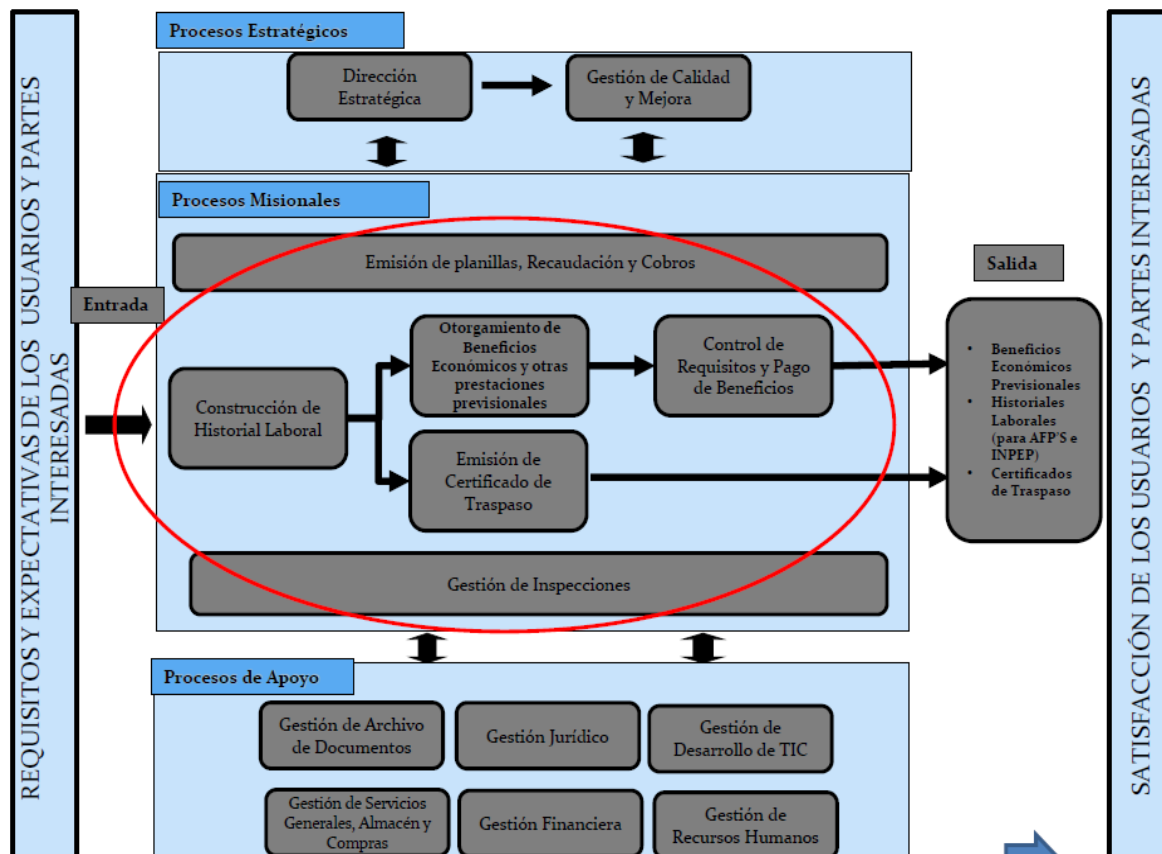 REQUISITOS Y EXPECTATIVAS DE LOS USUARIOS Y PARTES
INTERESADAS
Procesos Estratégicos
Dirección
Estratégica
Gestión de Calidad
y Mejora
Procesos Misionales
Emisión de planillas, Recaudación y Cobros
Entrada
Construcción de
Historial Laboral
Otorgamiento de
Beneficios
Económicos y otras
prestaciones
previsionales
Control de
Requisitos y Pago
de Beneficios
Emisión de
Certificado de
Traspaso
Gestión de Inspecciones
Salida
• Beneficios
Económicos
Previsionales
• Historiales
Laborales
(para AFP'S e
INPEP)
• Certificados
de Traspaso
Procesos de Apoyo
Gestión de Archivo
de Documentos
Gestión Jurídico
Gestión de
Desarrollo de TIC
Gestión de Servicios
Generales, Almacén y
Compras
Gestión Financiera
Gestión de
Recursos Humanos
SATISFACCIÓN DE LOS USUARIOS Y PARTES INTERESADAS